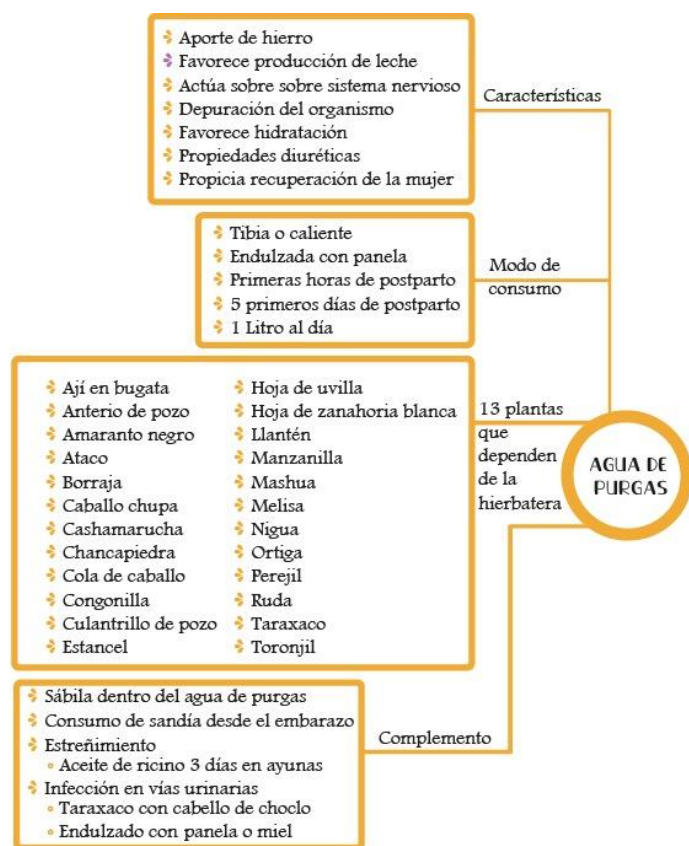 Aporte de hierro
Favorece producción de leche
Actúa sobre sobre sistema nervioso
Depuración del organismo
Favorece hidratación
Propiedades diuréticas
Propicia recuperación de la mujer
Características
Tibia o caliente
Endulzada con panela
Primeras horas de postparto
5 primeros días de postparto
1 Litro al día
Modo de
consumo
Ají en bugata
Anterio de pozo
Amaranto negro
Ataco
Borraja
Caballo chupa
Cashamarucha
Chancapiedra
Cola de caballo
Congonilla
Culantrillo de pozo
Estancel
Hoja de uvilla
Hoja de zanahoria blanca
Llantén
Manzanilla
Mashua
Melisa
Nigua
Ortiga
Perejil
Ruda
Taraxaco
Toronjil
13 plantas
que
dependen
de la
hierbatera
AGUA DE
PURGAS
Sábila dentro del agua de purgas
Consumo de sandía desde el embarazo
Estreñimiento
Aceite de ricino 3 días en ayunas
Infección en vías urinarias
Taraxaco con cabello de choclo
Endulzado con panela o miel
Complemento